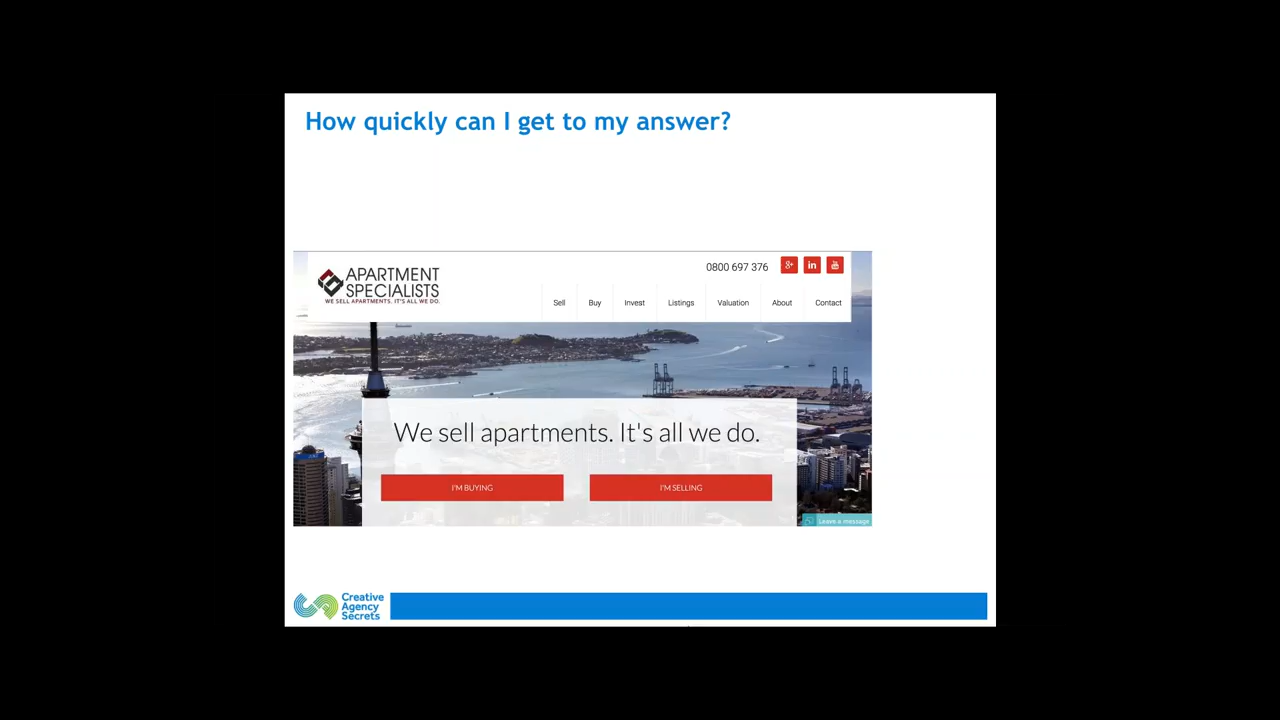 How quickly can I get to my answer?
0800 697 376
APARTMENT
SPECIALISTS
WE SELL APARTMENTS. IT'S ALL WE DO.
Sell
Buy
Invest
Listings
Valuation
About
Contact
We sell apartments. It's all we do.
I'M BUYING
I'M SELLING
Leave a message
Creative
Agency
Secrets